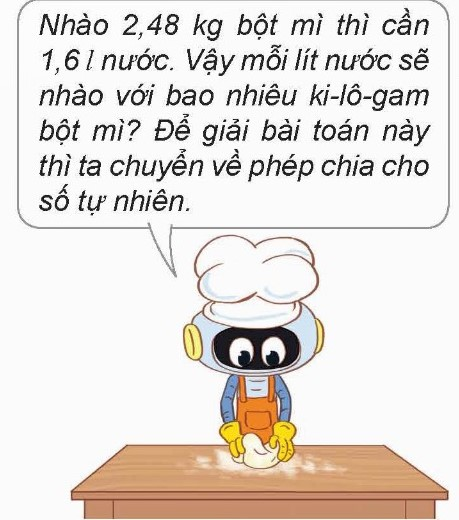 Nhào 2,48 kg bột mì thì cần
1,6 l nước. Vậy mỗi lít nước sẽ
nhào với bao nhiêu ki-lô-gam
bột mì? Để giải bài toán này
thì ta chuyển về phép chia cho
số tự nhiên.